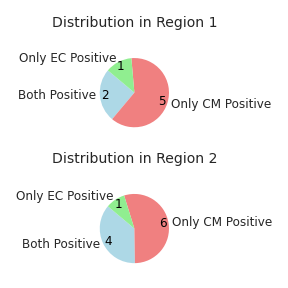 Distribution in Region 1
Only EC Positive
1
Both Positive
2
5
Only CM Positive
Distribution in Region 2
Only EC Positive
1
6
Only CM Positive
Both Positive
4